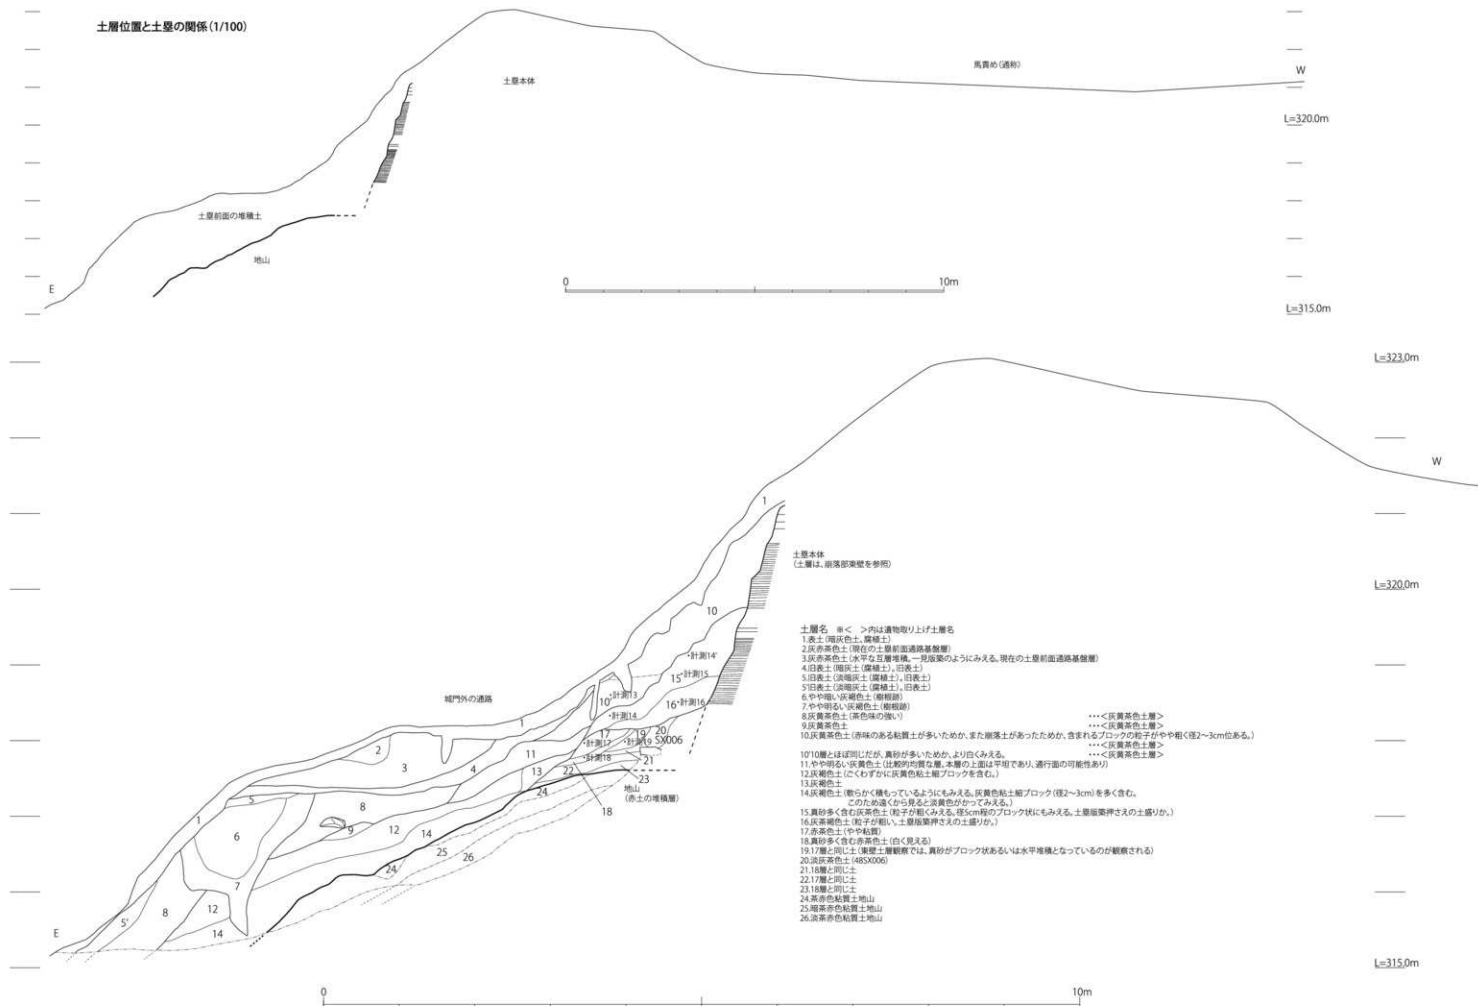 土層位置と土塁の関係(1/100)
土塁本体
馬責め(通称)
W
L=320.0m
土塁前面の堆積土
地山
E
0
10m
L=315.0m
L=323.0m
W
1
土塁本体
(土層は、崩落部東壁を参照)
L=320.0m
10
・計測14'
15
・計測15
10'
・計測13
16
・計測16
・計測14
城門外の通路
1
17
19
20
・計測17
・計測19
SX006
2
11
・計測18
21
3
4
13
22
23
24
地山
(赤土の堆積層)
18
5
8
1
6
9
12
14
25
26
24
7
8
12
5'
14
E
土層名 ※< >内は遺物取り上げ土層名
1.表土(暗灰色土、腐植土)
2.灰赤茶色土(現在の土塁前面通路基盤層)
3.灰赤茶色土(水平な互層堆積。一見版築のようにみえる。現在の土塁前面通路基盤層)
4.旧表土(暗灰土(腐植土)。旧表土)
5.旧表土(淡暗灰土(腐植土)。旧表土)
5'旧表土(淡暗灰土(腐植土)。旧表土)
6.やや暗い灰褐色土(樹根跡)
7.やや明るい灰褐色土(樹根跡)
8.灰黄茶色土(茶色味の強い) …<灰黄茶色土層>
9.灰黄茶色土 …<灰黄茶色土層>
10.灰黄茶色土(赤味のある粘質土が多いためか、また崩落土があったためか、含まれるブロックの粒子がやや粗く径2〜3cm位ある。)
…<灰黄茶色土層>
10'10層とほぼ同じだが、真砂が多いためか、より白くみえる。 …<灰黄茶色土層>
11.やや明るい灰黄色土(比較的均質な層。本層の上面は平坦であり、通行面の可能性あり)
12.灰褐色土(ごくわずかに灰黄色粘土細ブロックを含む。)
13.灰褐色土
14.灰褐色土(軟らかく積もっているようにもみえる。灰黄色粘土細ブロック(径2〜3cm)を多く含む。
このため遠くから見ると淡黄色がかってみえる。)
15.真砂多く含む灰茶色土(粒子が粗くみえる。径5cm程のブロック状にもみえる。土塁版築押さえの土盛りか。)
16.灰茶褐色土(粒子が粗い。土塁版築押さえの土盛りか。)
17.赤茶色土(やや粘質)
18.真砂多く含む赤茶色土(白く見える)
19.17層と同じ土(東壁土層観察では、真砂がブロック状あるいは水平堆積となっているのが観察される)
20.淡灰茶色土(48SX006)
21.18層と同じ土
22.17層と同じ土
23.18層と同じ土
24.茶赤色粘質土地山
25.暗茶赤色粘質土地山
26.淡茶赤色粘質土地山
L=315.0m
0
10m